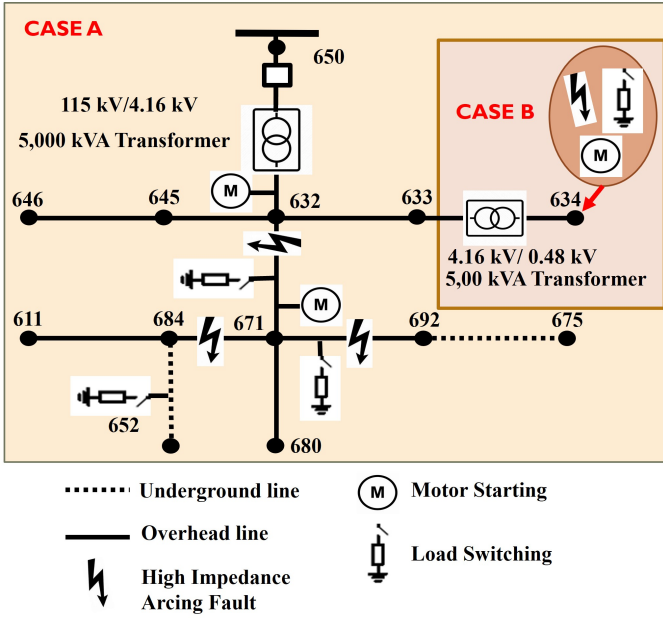 CASE A
650
115 kV/4.16 kV
5,000 kVA Transformer
CASE B
M
M
646
645
632
633
634
4.16 kV/ 0.48 kV
5,00 kVA Transformer
M
611
684
671
692
675
652
680
Underground line
M
Motor Starting
Overhead line
Load Switching
High Impedance
Arcing Fault